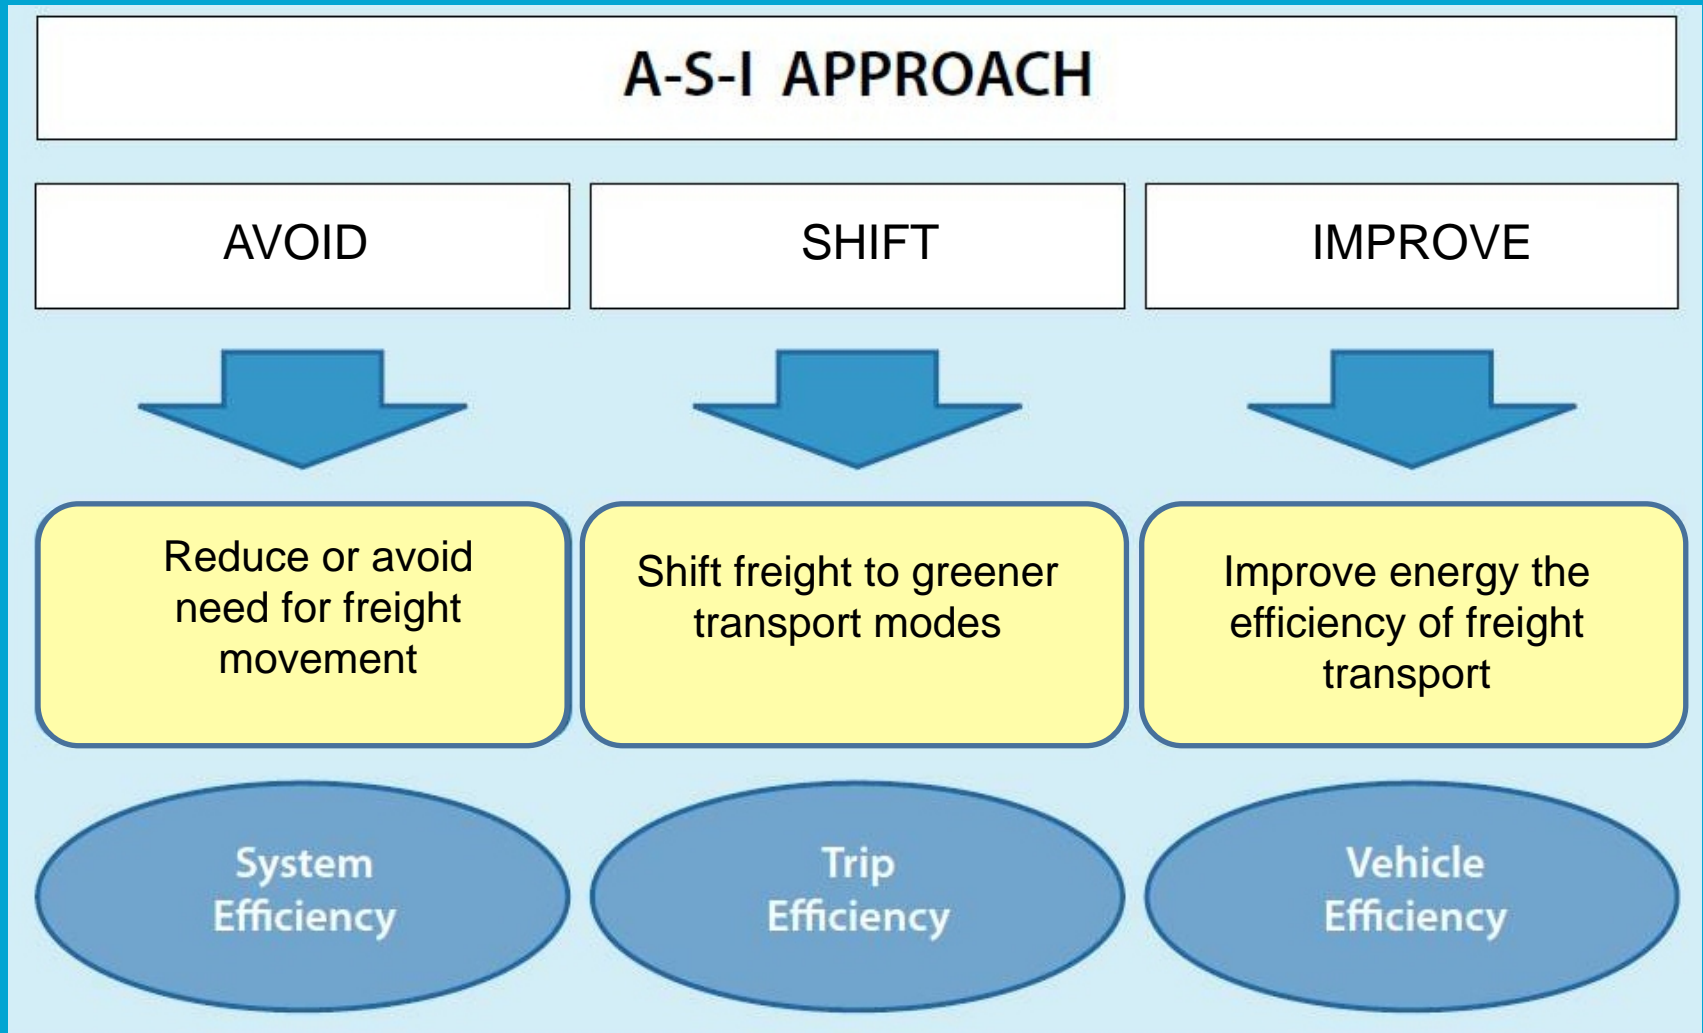 A-S-I APPROACH
AVOID
SHIFT
IMPROVE
Reduce or avoid
need for freight
movement
Shift freight to greener
transport modes
Improve energy the
efficiency of freight
transport
System
Efficiency
Trip
Efficiency
Vehicle
Efficiency